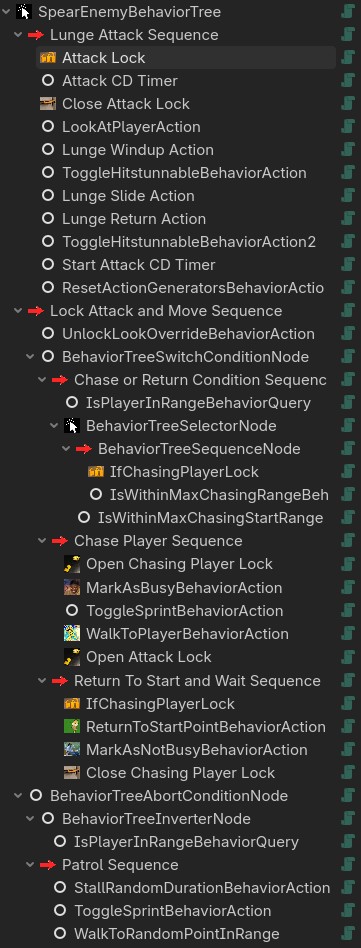 SpearEnemyBehaviorTree
Lunge Attack Sequence
Attack Lock
Attack CD Timer
Close Attack Lock
LookAtPlayerAction
Lunge Windup Action
ToggleHitstunnableBehaviorAction
Lunge Slide Action
Lunge Return Action
ToggleHitstunnableBehaviorAction2
Start Attack CD Timer
ResetActionGeneratorsBehaviorActio
Lock Attack and Move Sequence
UnlockLookOverrideBehaviorAction
BehaviorTreeSwitchConditionNode
Chase or Return Condition Sequenc
IsPlayerInRangeBehaviorQuery
BehaviorTreeSelectorNode
BehaviorTreeSequenceNode
IfChasingPlayerLock
IsWithinMaxChasingRangeBeh
IsWithinMaxChasingStartRange
Chase Player Sequence
Open Chasing Player Lock
MarkAsBusyBehaviorAction
ToggleSprintBehaviorAction
WalkToPlayerBehaviorAction
Open Attack Lock
Return To Start and Wait Sequence
IfChasingPlayerLock
ReturnToStartPointBehaviorAction
MarkAsNotBusyBehaviorAction
Close Chasing Player Lock
BehaviorTreeAbortConditionNode
BehaviorTreeInverterNode
IsPlayerInRangeBehaviorQuery
Patrol Sequence
StallRandomDurationBehaviorAction
ToggleSprintBehaviorAction
WalkToRandomPointInRange